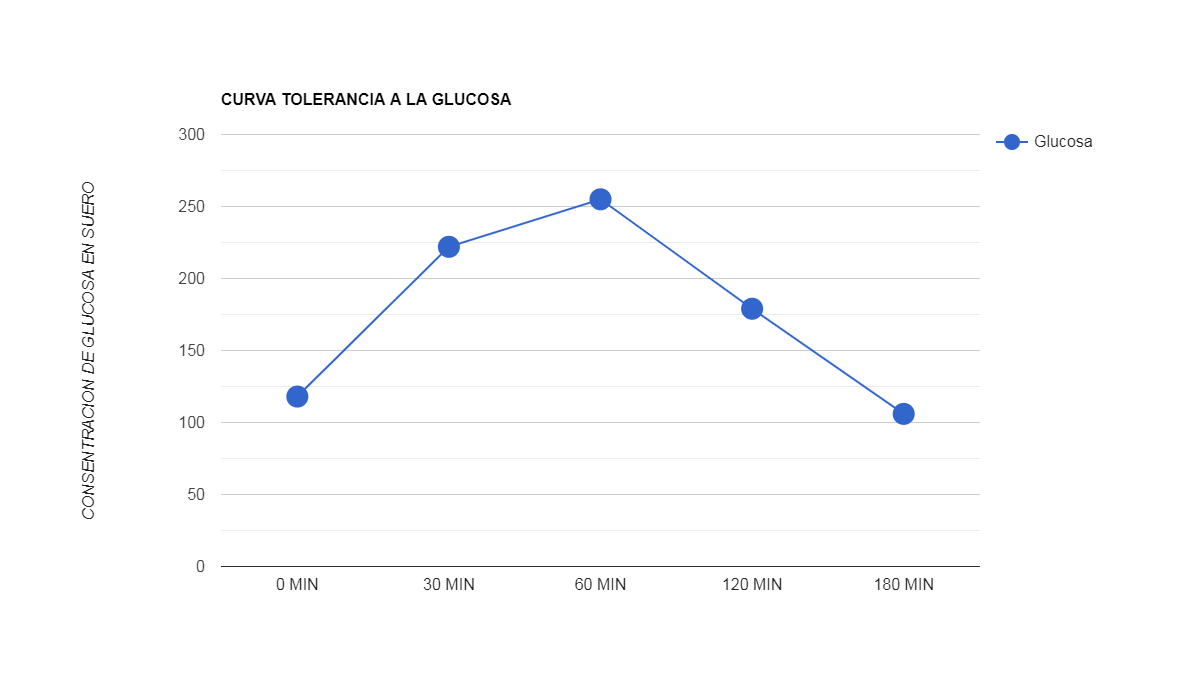 CURVA TOLERANCIA A LA GLUCOSA
Glucosa
CONSENTRACION DE GLUCOSA EN SUERO
300
250
200
150
100
50
0
0 MIN
30 MIN
60 MIN
120 MIN
180 MIN